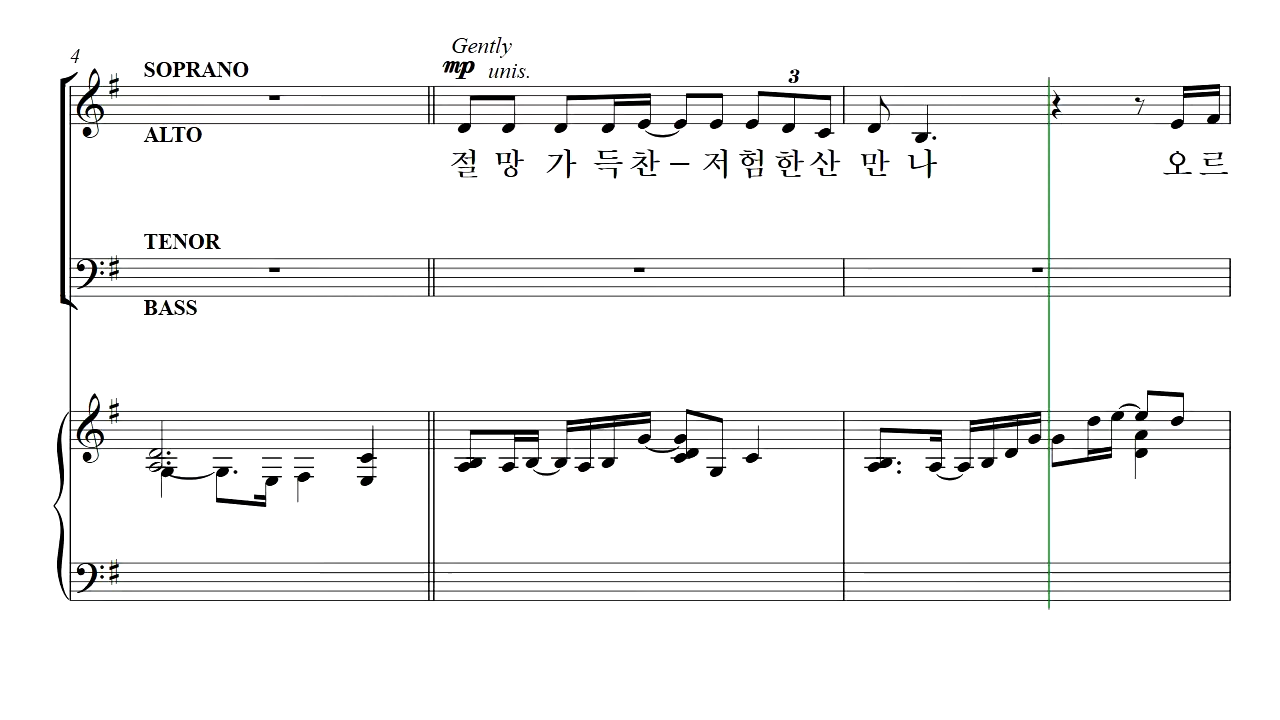 4
Gently
SOPRANO
mp unis.
3
ALTO
절 망 가 득 찬 – 저 험 한 산 만 나 오 르
TENOR
BASS